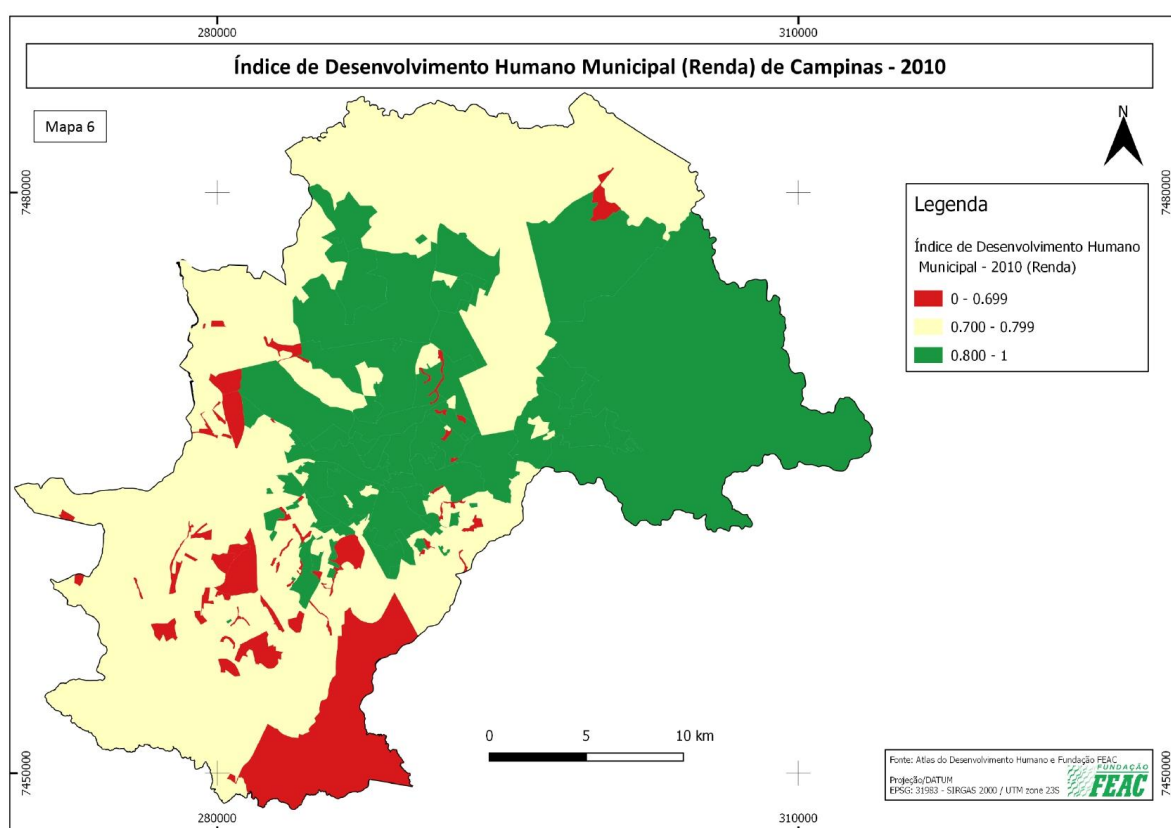 280000
310000
Índice de Desenvolvimento Humano Municipal (Renda) de Campinas - 2010
Mapa 6
N
7480000
7480000
Legenda
Índice de Desenvolvimento Humano
Municipal - 2010 (Renda)
0 - 0.699
0.700 - 0.799
0.800 - 1
0
5
10 km
7450000
7450000
Fonte: Atlas do Desenvolvimento Humano e Fundação FEAC
Projeção/DATUM
EPSG: 31983 - SIRGAS 2000 / UTM zone 23S
FUNDAÇÃO
FEAC
280000
310000